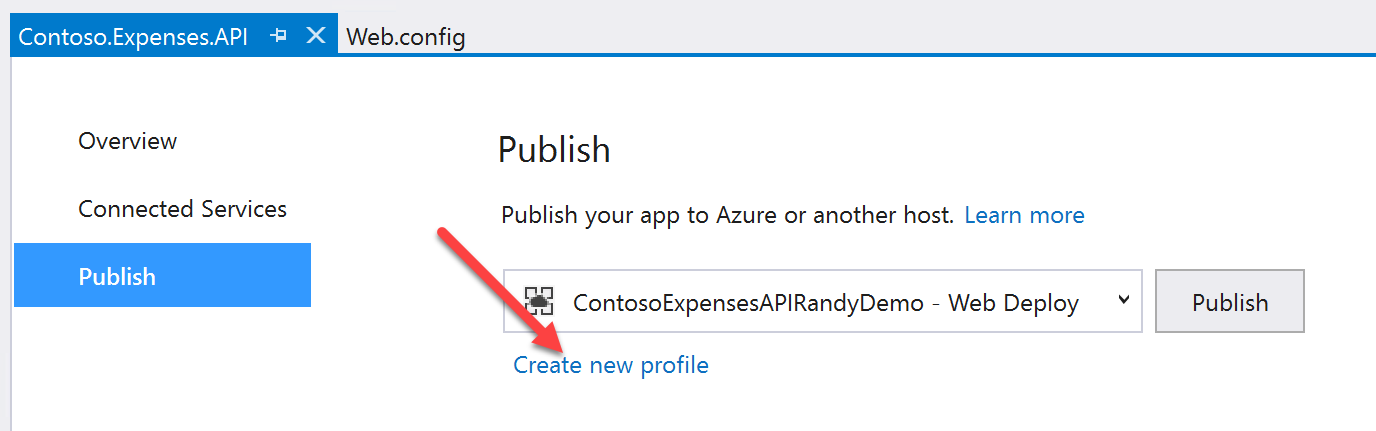 Contoso.Expenses.API Web.config
Overview
Connected Services
Publish
Publish
Publish your app to Azure or another host. Learn more
ContosoExpensesAPIRandyDemo - Web Deploy
Publish
Create new profile